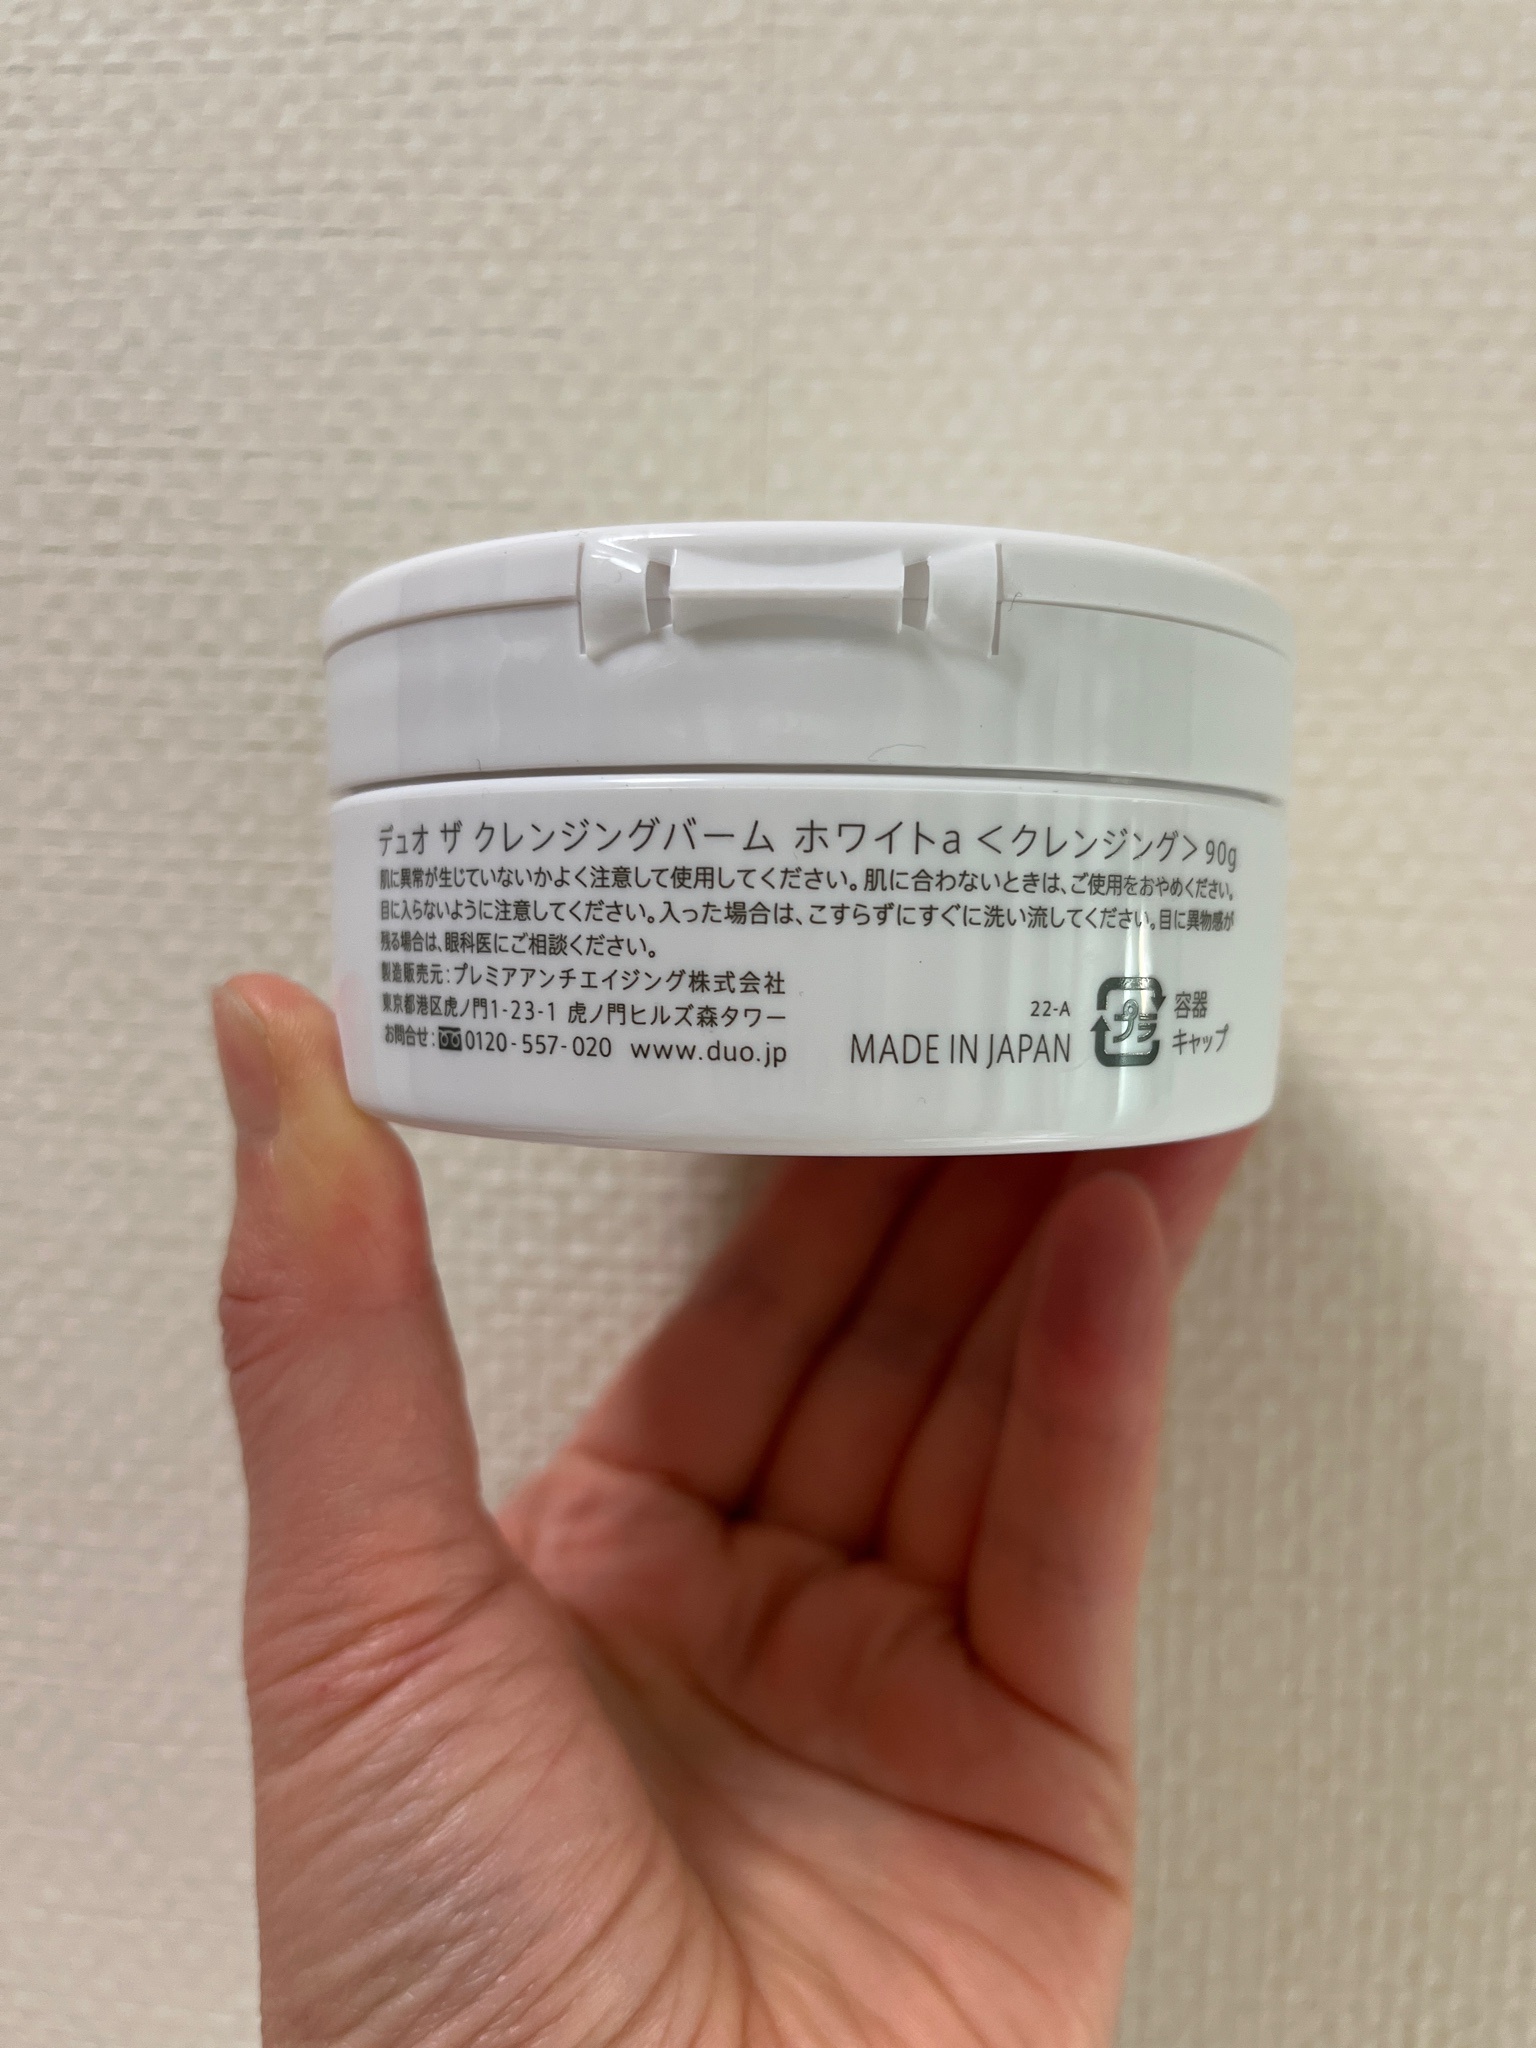 デュオ ザ クレンジングバーム ホワイトa ＜クレンジング＞90g
肌に異常が生じていないかよく注意して使用してください。肌に合わないときは、ご使用をおやめください。
目に入らないように注意してください。入った場合は、こすらずにすぐに洗い流してください。目に異物感が
残る場合は、眼科医にご相談ください。
製造販売元：プレミアアンチエイジング株式会社
東京都港区虎ノ門1-23-1 虎ノ門ヒルズ森タワー
お問合せ：0120-557-020 www.duo.jp
22-A
MADE IN JAPAN
プラ
容器
キャップ